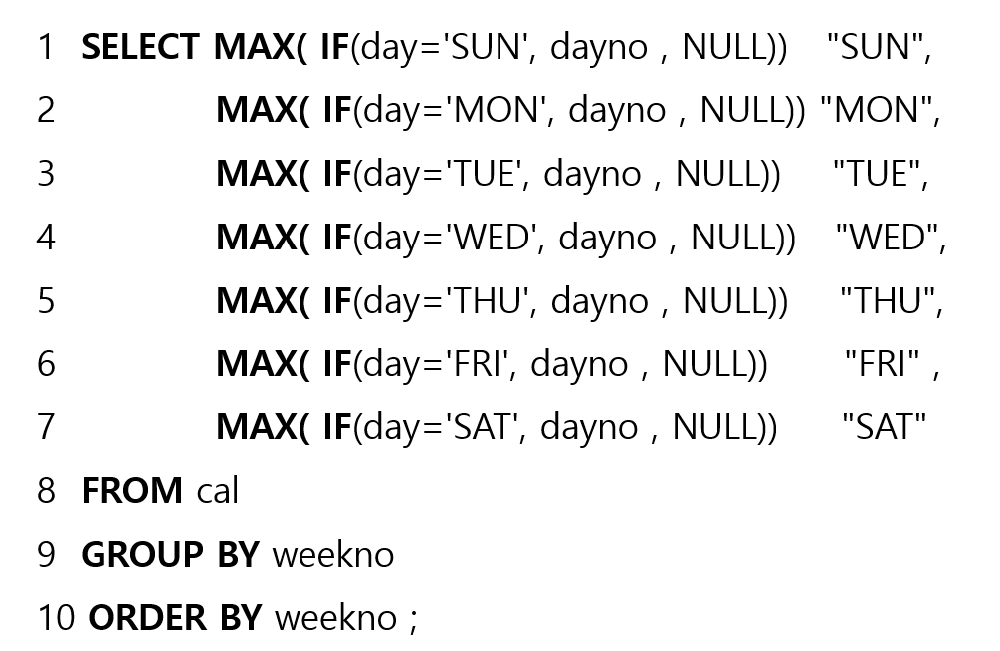 1 SELECT MAX( IF(day='SUN', dayno , NULL)) "SUN",
2 MAX( IF(day='MON', dayno , NULL)) "MON",
3 MAX( IF(day='TUE', dayno , NULL)) "TUE",
4 MAX( IF(day='WED', dayno , NULL)) "WED",
5 MAX( IF(day='THU', dayno , NULL)) "THU",
6 MAX( IF(day='FRI', dayno , NULL)) "FRI" ,
7 MAX( IF(day='SAT', dayno , NULL)) "SAT"
8 FROM cal
9 GROUP BY weekno
10 ORDER BY weekno ;